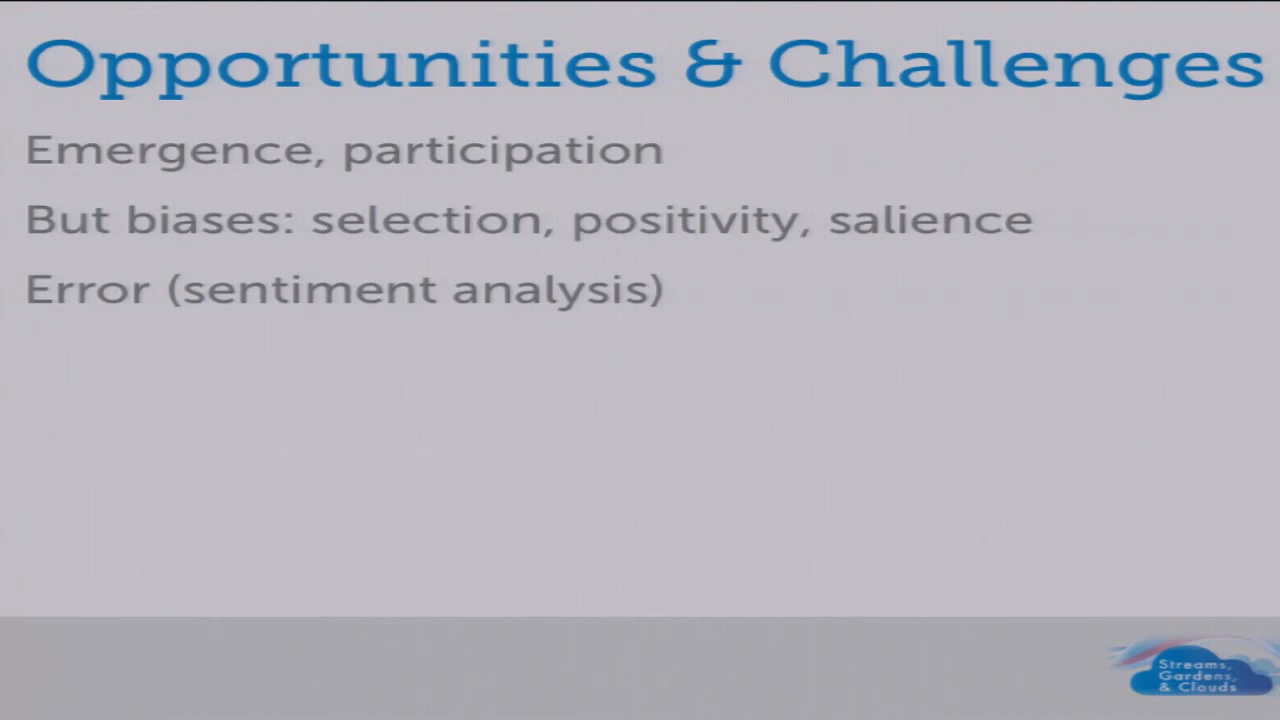 Opportunities & Challenges
Emergence, participation
But biases: selection, positivity, salience
Error (sentiment analysis)
Streams,
Gardens,
& Clouds